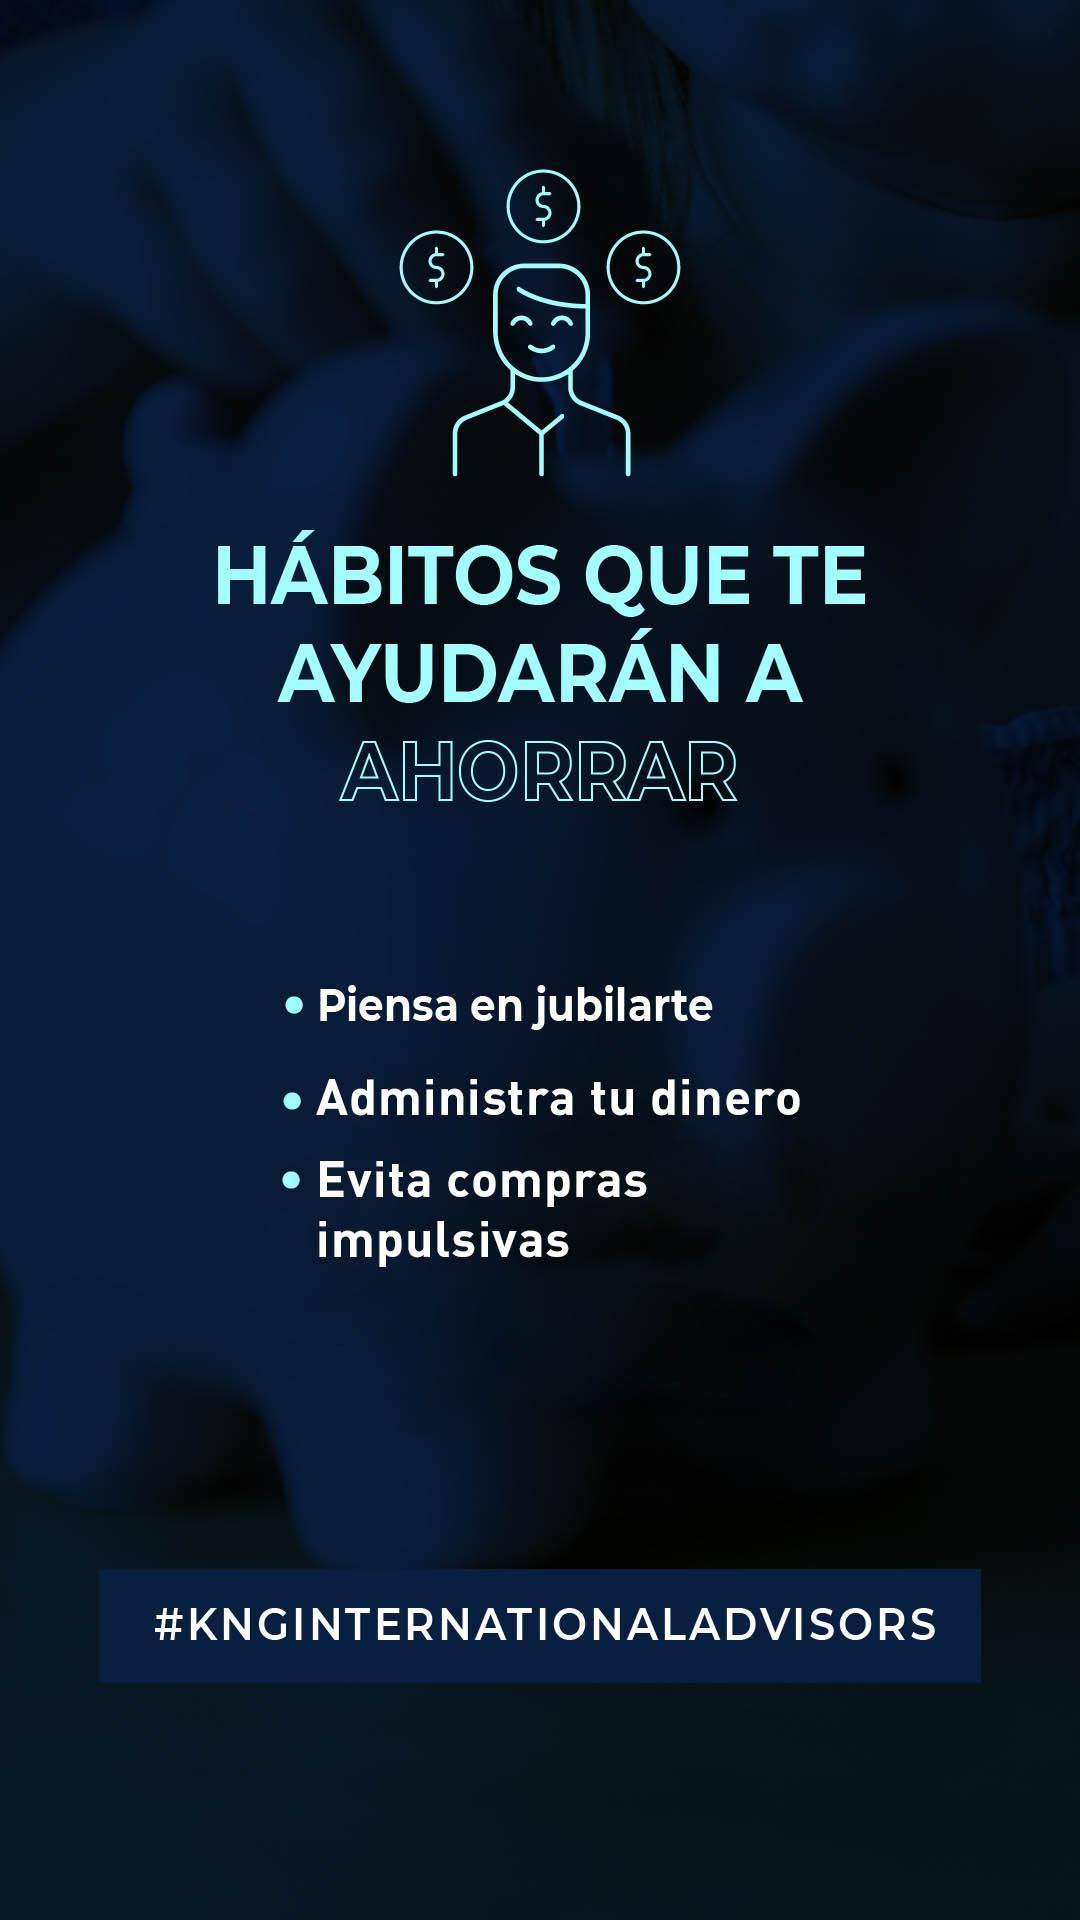 $
$
$
HÁBITOS QUE TE
AYUDARÁN A
AHORRAR
• Piensa en jubilarte
• Administra tu dinero
• Evita compras
impulsivas
#KNGINTERNATIONALADVISORS